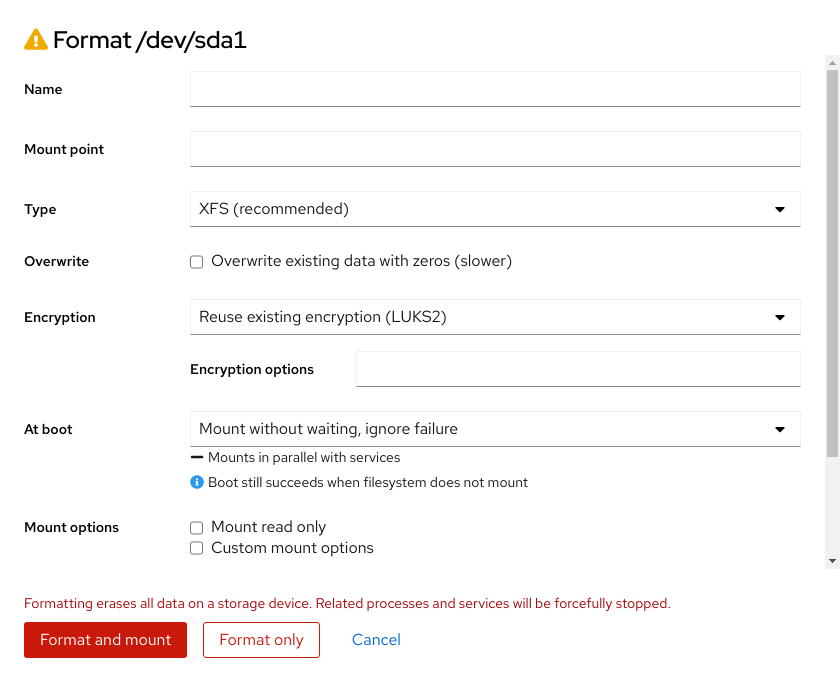 Format /dev/sda1
Name
Mount point
Type XFS (recommended)
Overwrite Overwrite existing data with zeros (slower)
Encryption Reuse existing encryption (LUKS2)
Encryption options
At boot Mount without waiting, ignore failure
Mounts in parallel with services
Boot still succeeds when filesystem does not mount
Mount options Mount read only
Custom mount options
Formatting erases all data on a storage device. Related processes and services will be forcefully stopped.
Format and mount Format only Cancel